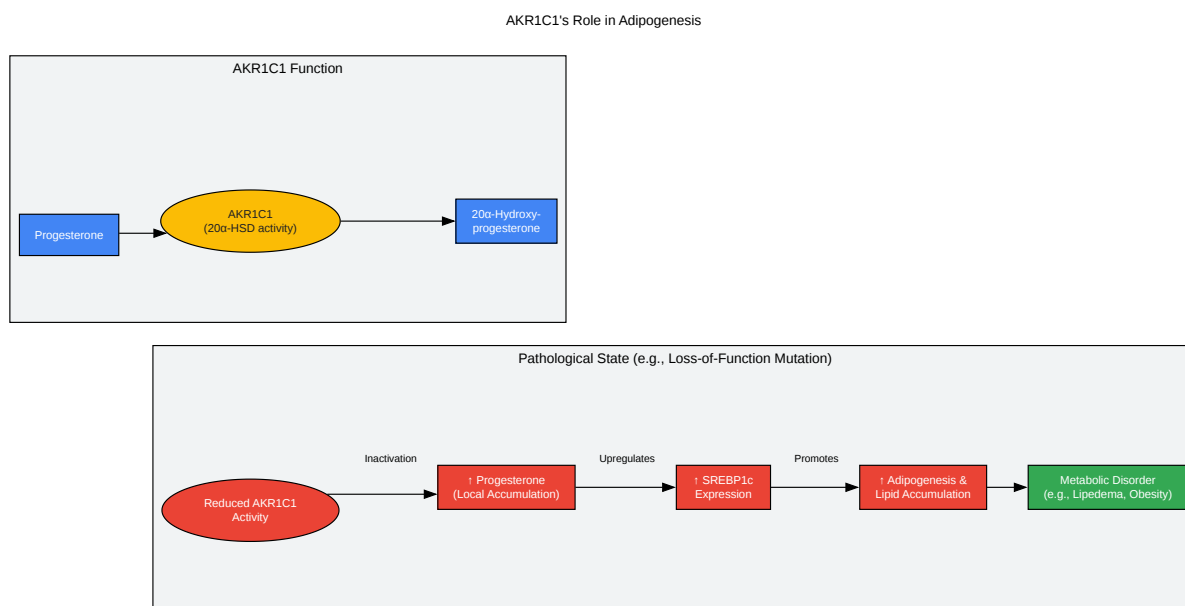 AKR1C1's Role in Adipogenesis
AKR1C1 Function
Progesterone
AKR1C1
(20α-HSD activity)
20α-Hydroxy-
progesterone
Pathological State (e.g., Loss-of-Function Mutation)
Reduced AKR1C1
Activity
Inactivation
↑ Progesterone
(Local Accumulation)
Upregulates
↑ SREBP1c
Expression
Promotes
↑ Adipogenesis &
Lipid Accumulation
Metabolic Disorder
(e.g., Lipedema, Obesity)